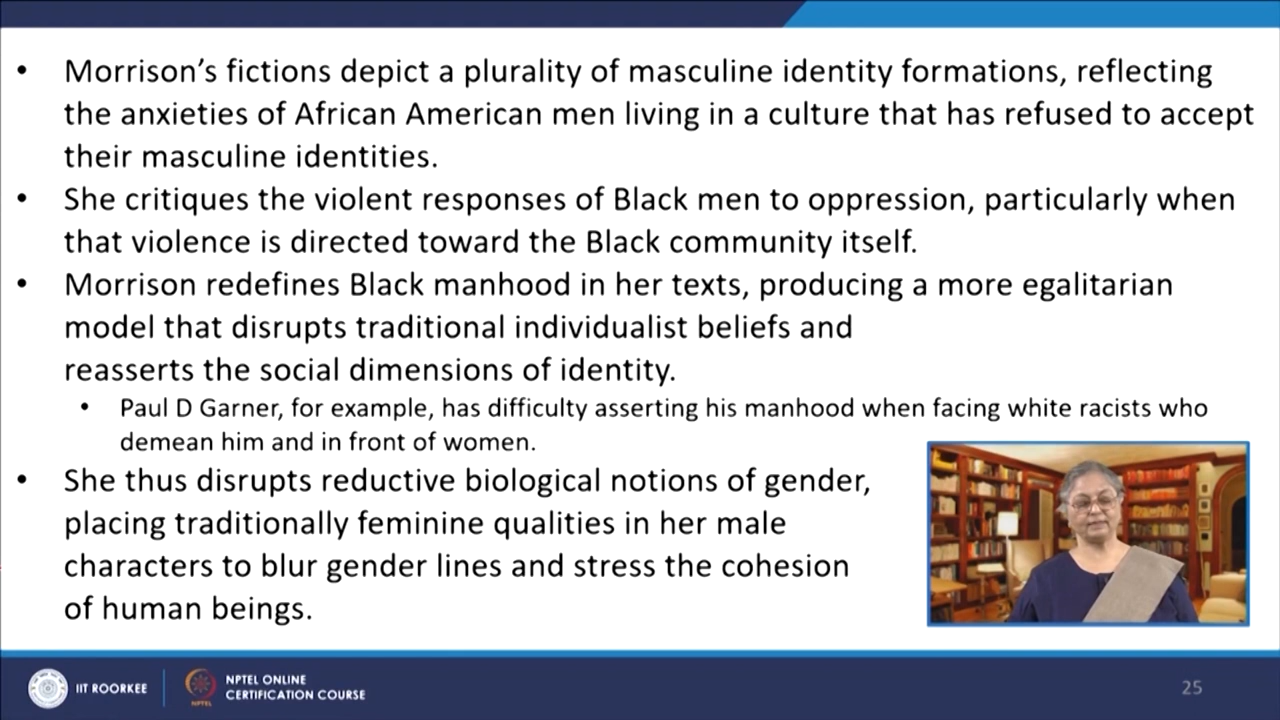 • Morrison’s fictions depict a plurality of masculine identity formations, reflecting
the anxieties of African American men living in a culture that has refused to accept
their masculine identities.
• She critiques the violent responses of Black men to oppression, particularly when
that violence is directed toward the Black community itself.
• Morrison redefines Black manhood in her texts, producing a more egalitarian
model that disrupts traditional individualist beliefs and
reasserts the social dimensions of identity.
• Paul D Garner, for example, has difficulty asserting his manhood when facing white racists who
demean him and in front of women.
• She thus disrupts reductive biological notions of gender,
placing traditionally feminine qualities in her male
characters to blur gender lines and stress the cohesion
of human beings.
IIT ROORKEE
NPTEL
NPTEL ONLINE
CERTIFICATION COURSE
25